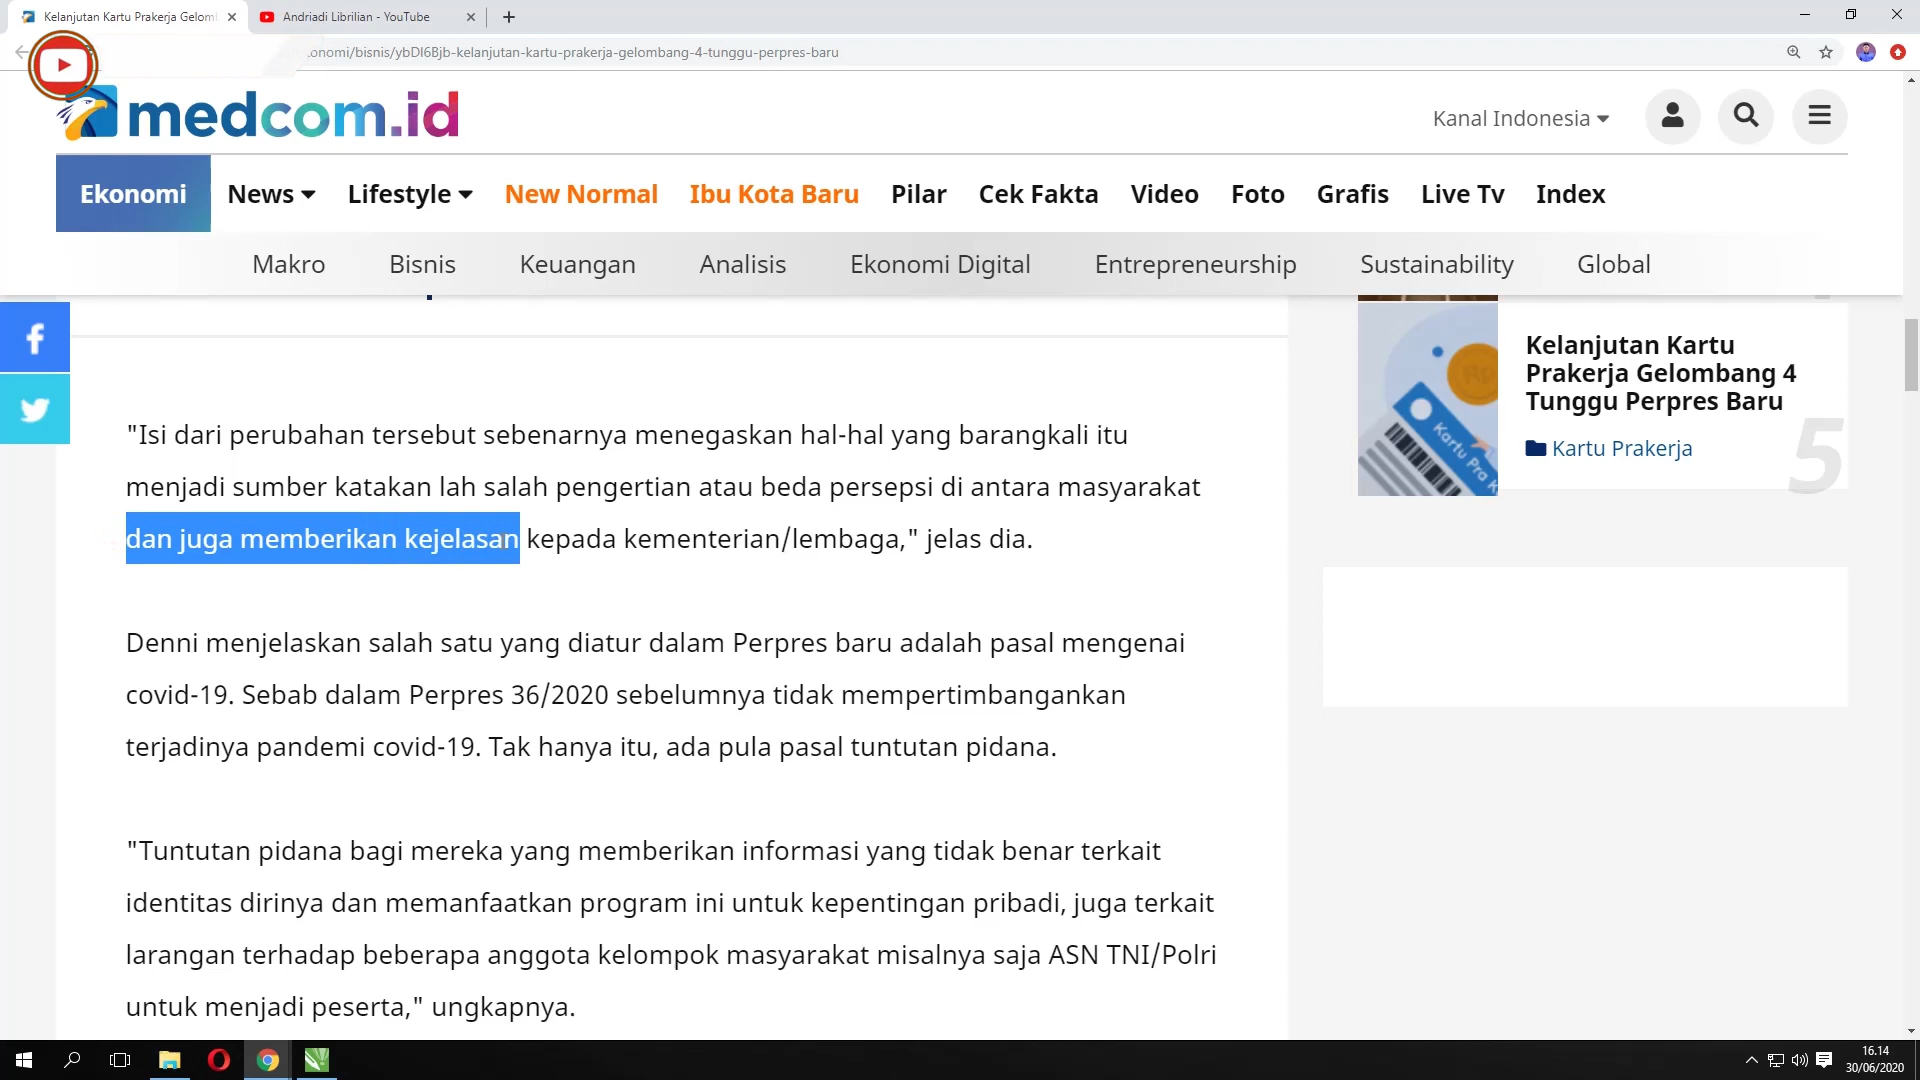 Kelanjutan Kartu Prakerja Gelom
Andriadi Librilian - YouTube
onomi/bisnis/ybDl6Bjb-kelanjutan-kartu-prakerja-gelombang-4-tunggu-perpres-baru
medcom.id
Kanal Indonesia
Ekonomi News Lifestyle New Normal Ibu Kota Baru Pilar Cek Fakta Video Foto Grafis Live Tv Index
Makro Bisnis Keuangan Analisis Ekonomi Digital Entrepreneurship Sustainability Global
"Isi dari perubahan tersebut sebenarnya menegaskan hal-hal yang barangkali itu
menjadi sumber katakan lah salah pengertian atau beda persepsi di antara masyarakat
dan juga memberikan kejelasan kepada kementerian/lembaga," jelas dia.
Denni menjelaskan salah satu yang diatur dalam Perpres baru adalah pasal mengenai
covid-19. Sebab dalam Perpres 36/2020 sebelumnya tidak mempertimbangankan
terjadinya pandemi covid-19. Tak hanya itu, ada pula pasal tuntutan pidana.
"Tuntutan pidana bagi mereka yang memberikan informasi yang tidak benar terkait
identitas dirinya dan memanfaatkan program ini untuk kepentingan pribadi, juga terkait
larangan terhadap beberapa anggota kelompok masyarakat misalnya saja ASN TNI/Polri
untuk menjadi peserta," ungkapnya.
Kelanjutan Kartu
Prakerja Gelombang 4
Tunggu Perpres Baru
Kartu Prakerja
5
Rp
Kartu Pra K
16.14
30/06/2020